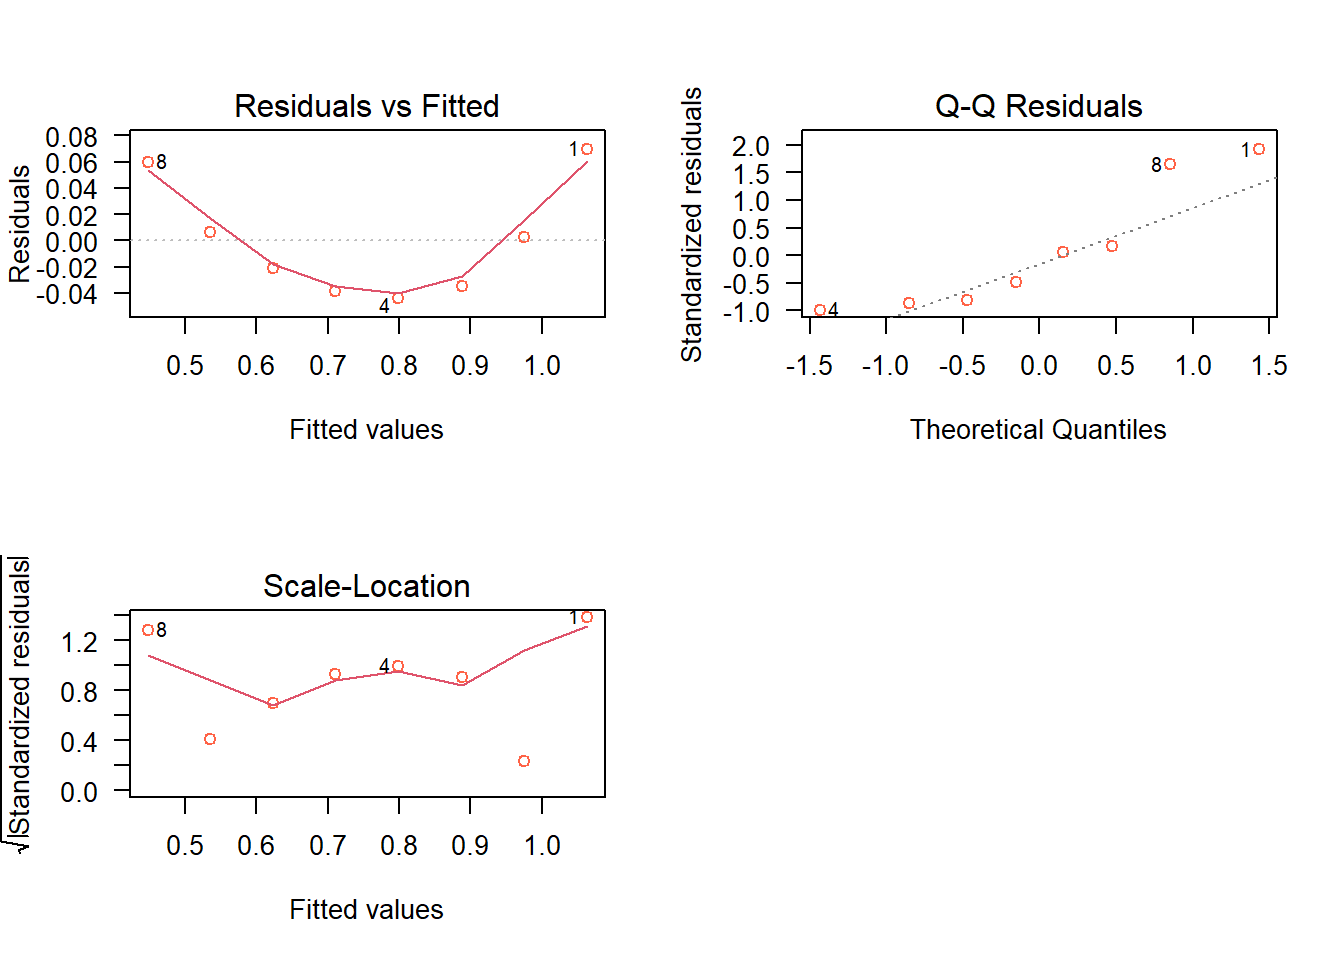 Residuals vs Fitted
Residuals
0.08
0.06
0.04
0.02
0.00
-0.02
-0.04
8
1
4
0.5 0.6 0.7 0.8 0.9 1.0
Fitted values
Q-Q Residuals
Standardized residuals
2.0
1.5
1.0
0.5
0.0
-0.5
-1.0
1
8
4
-1.5 -1.0 -0.5 0.0 0.5 1.0 1.5
Theoretical Quantiles
Scale-Location
√|Standardized residuals|
1.2
0.8
0.4
0.0
1
8
4
0.5 0.6 0.7 0.8 0.9 1.0
Fitted values